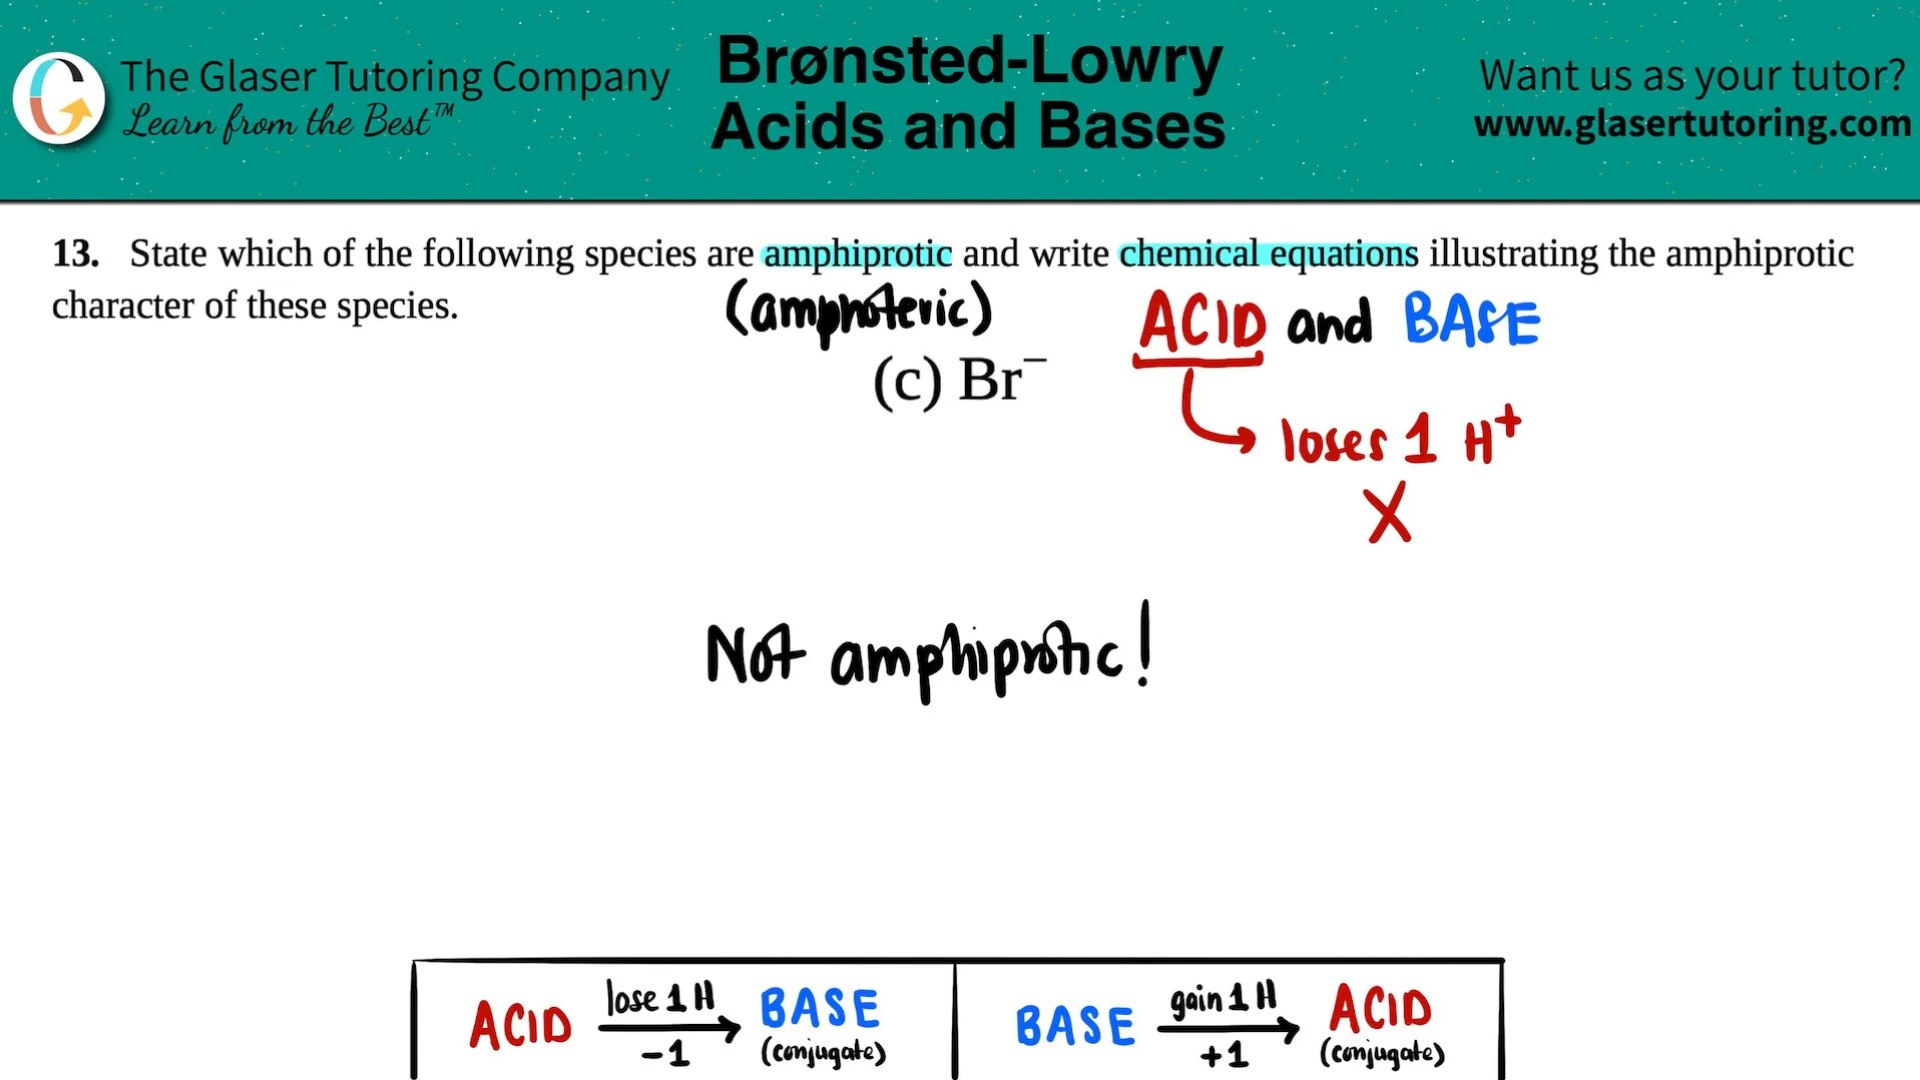 The Glaser Tutoring Company
Learn from the Best™
Brønsted-Lowry
Acids and Bases
Want us as your tutor?
www.glasertutoring.com
13. State which of the following species are amphiprotic and write chemical equations illustrating the amphiprotic
character of these species.
(amphoteric)
ACID and BASE
(c) Br⁻
loses 1 H⁺
X
Not amphiprotic!
ACID lose 1 H −1 BASE (conjugate)
BASE gain 1 H +1 ACID (conjugate)